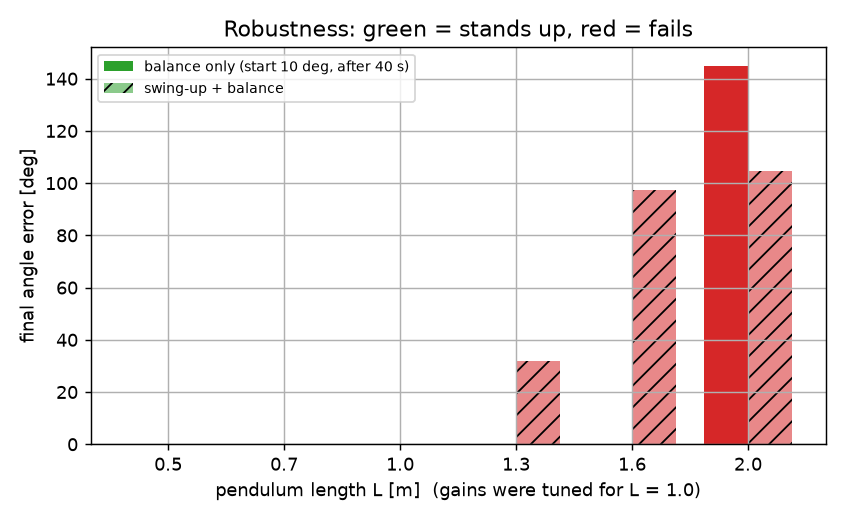 Robustness: green = stands up, red = fails
balance only (start 10 deg, after 40 s)
swing-up + balance
final angle error [deg]
140
120
100
80
60
40
20
0
0.5 0.7 1.0 1.3 1.6 2.0
pendulum length L [m]  (gains were tuned for L = 1.0)